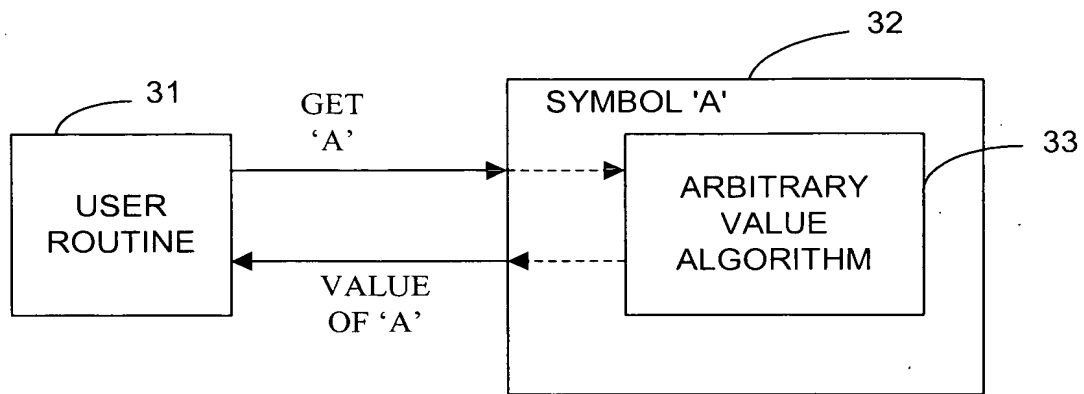 32
31
SYMBOL 'A'
GET
‘A’
33
USER
ROUTINE
ARBITRARY
VALUE
ALGORITHM
VALUE
OF ‘A’